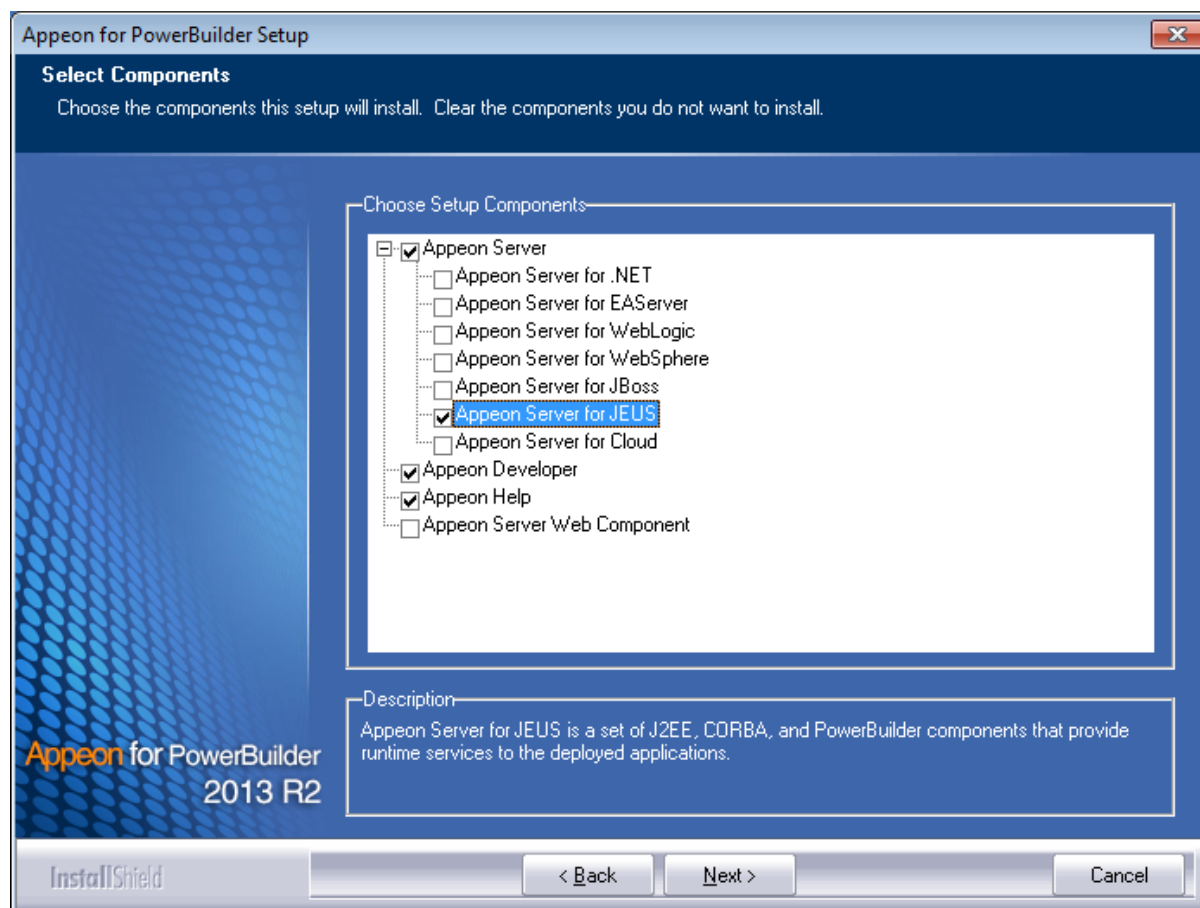 Appeon for PowerBuilder Setup
Select Components
Choose the components this setup will install. Clear the components you do not want to install.
Choose Setup Components
Appeon Server
Appeon Server for .NET
Appeon Server for EAServer
Appeon Server for WebLogic
Appeon Server for WebSphere
Appeon Server for JBoss
Appeon Server for JEUS
Appeon Server for Cloud
Appeon Developer
Appeon Help
Appeon Server Web Component
Description
Appeon Server for JEUS is a set of J2EE, CORBA, and PowerBuilder components that provide
runtime services to the deployed applications.
Appeon for PowerBuilder
2013 R2
InstallShield
< Back
Next >
Cancel